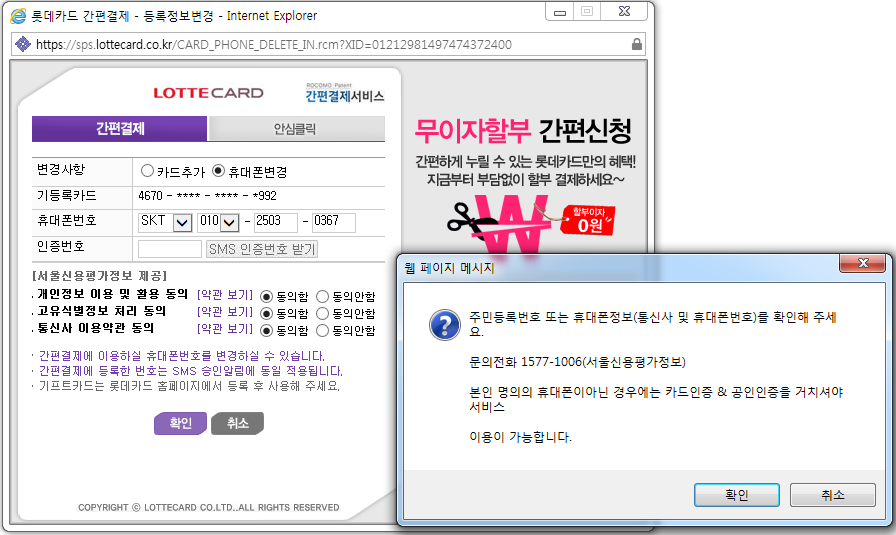 롯데카드 간편결제 - 등록정보변경 - Internet Explorer
https://sps.lottecard.co.kr/CARD_PHONE_DELETE_IN.rcm?XID=01212981497474372400
LOTTE CARD
ROCOMO Patent
간편결제서비스
간편결제
안심클릭
변경사항 카드추가 휴대폰변경
기등록카드 4670 - **** - **** - *992
휴대폰번호 SKT 010 - 2503 - 0367
인증번호 SMS 인증번호 받기
[서울신용평가정보 제공]
. 개인정보 이용 및 활용 동의 [약관 보기] 동의함 동의안함
. 고유식별정보 처리 동의 [약관 보기] 동의함 동의안함
. 통신사 이용약관 동의 [약관 보기] 동의함 동의안함
· 간편결제에 이용하실 휴대폰번호를 변경하실 수 있습니다.
· 간편결제에 등록한 번호는 SMS 승인알림에 동일 적용됩니다.
· 기프트카드는 롯데카드 홈페이지에서 등록 후 사용해 주세요.
확인 취소
COPYRIGHT ⓒ LOTTECARD CO.LTD..ALL RIGHTS RESERVED
무이자할부 간편신청
간편하게 누릴 수 있는 롯데카드만의 혜택!
지금부터 부담없이 할부 결제하세요~
₩
할부이자
0원
웹 페이지 메시지
주민등록번호 또는 휴대폰정보(통신사 및 휴대폰번호)를 확인해 주세
요.
문의전화 1577-1006(서울신용평가정보)
본인 명의의 휴대폰이아닌 경우에는 카드인증 & 공인인증을 거치셔야
서비스
이용이 가능합니다.
확인 취소